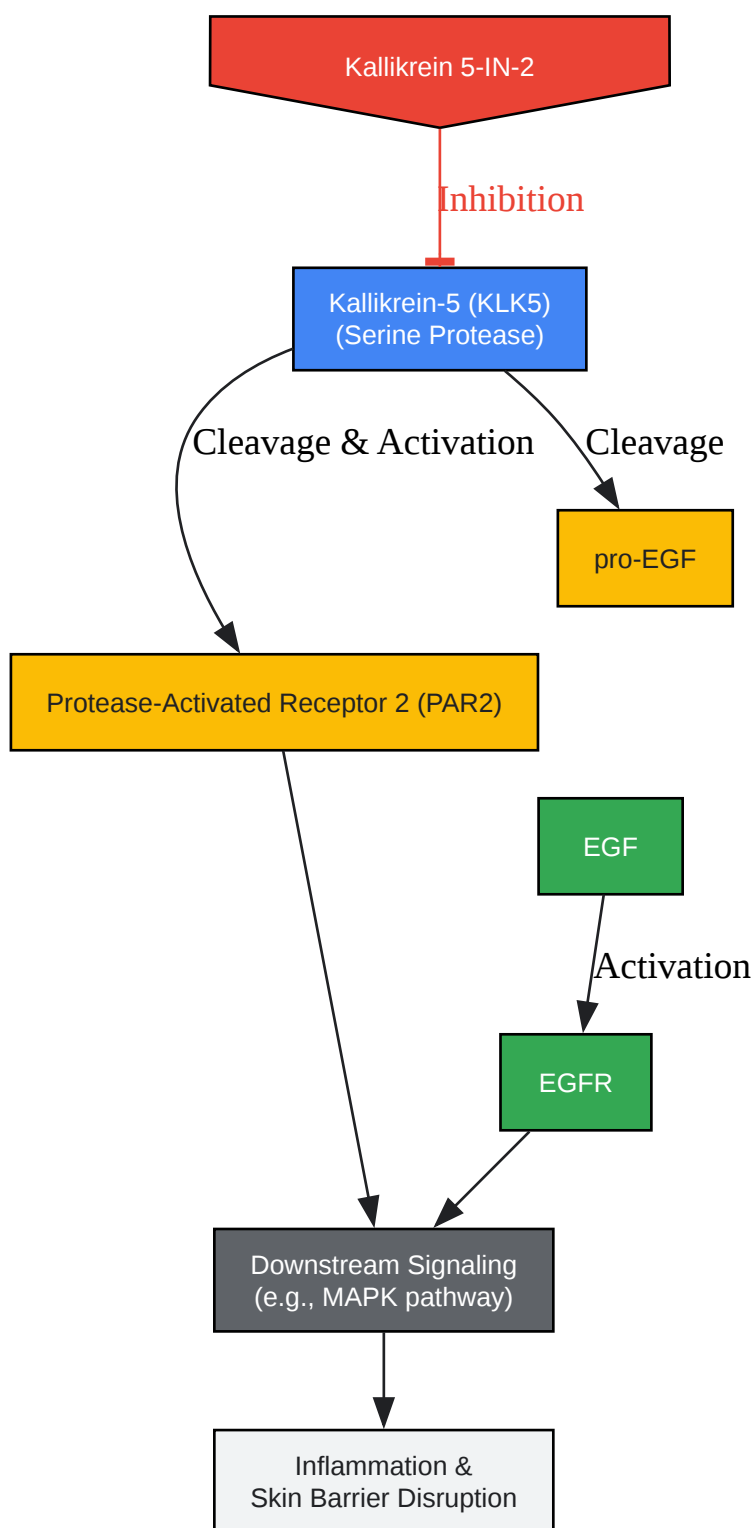 Kallikrein 5-IN-2
Inhibition
Kallikrein-5 (KLK5)
(Serine Protease)
Cleavage & Activation
Cleavage
pro-EGF
Protease-Activated Receptor 2 (PAR2)
EGF
Activation
EGFR
Downstream Signaling
(e.g., MAPK pathway)
Inflammation &
Skin Barrier Disruption